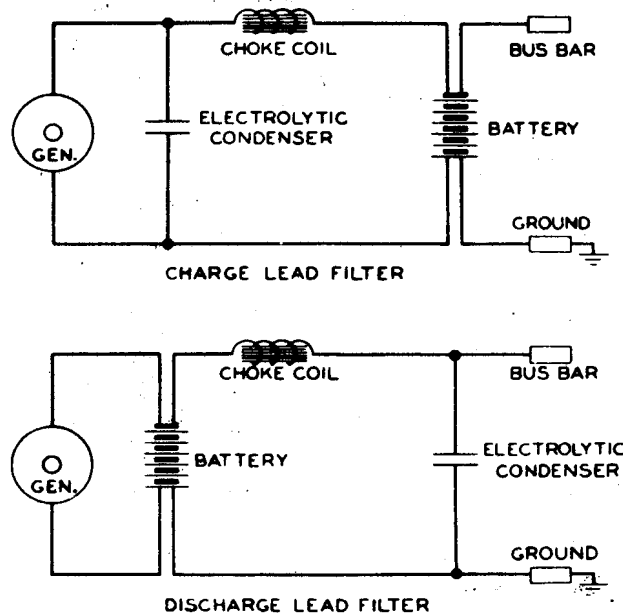 CHOKE COIL
BUS BAR
GEN.
ELECTROLYTIC
CONDENSER
BATTERY
GROUND
CHARGE LEAD FILTER
CHOKE COIL
BUS BAR
GEN.
BATTERY
ELECTROLYTIC
CONDENSER
GROUND
DISCHARGE LEAD FILTER